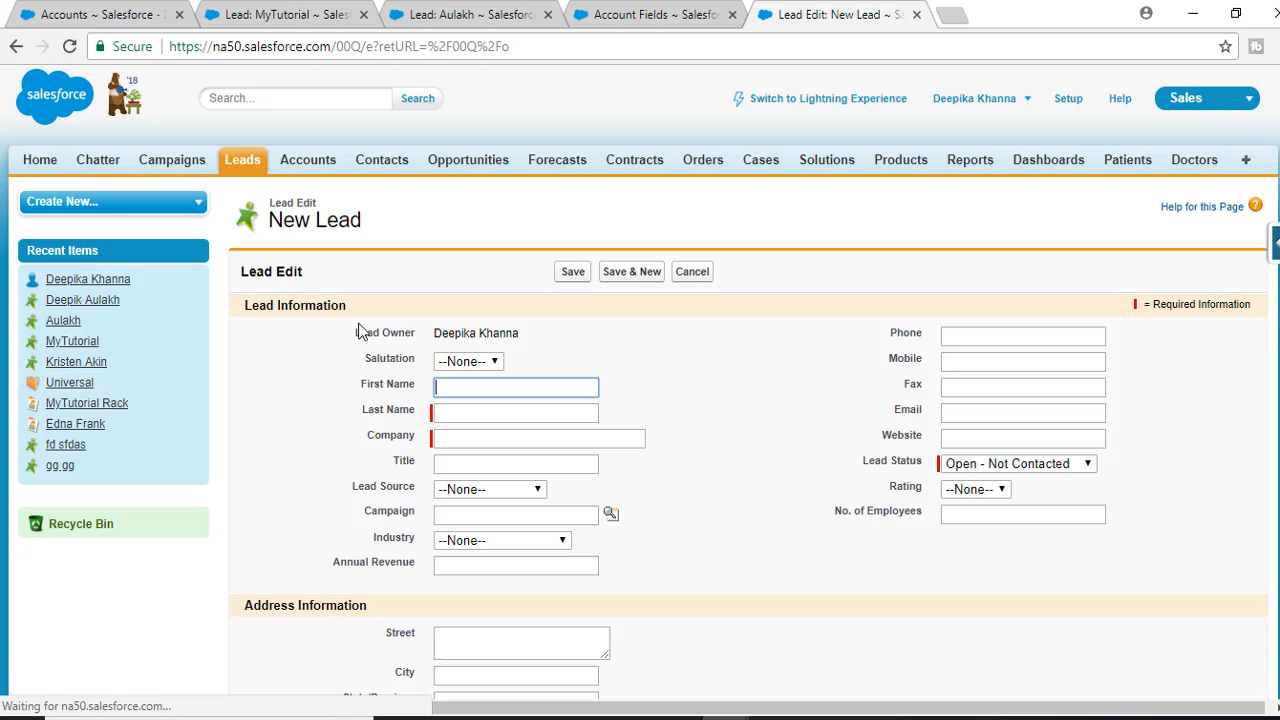 Accounts ~ Salesforce -
Lead: MyTutorial ~ Sales
Lead: Aulakh ~ Salesforc
Account Fields ~ Salesfo
Lead Edit: New Lead ~ Sa
Secure https://na50.salesforce.com/00Q/e?retURL=%2F00Q%2Fo
salesforce
'18
Search...
Search
Switch to Lightning Experience
Deepika Khanna
Setup
Help
Sales
Home Chatter Campaigns Leads Accounts Contacts Opportunities Forecasts Contracts Orders Cases Solutions Products Reports Dashboards Patients Doctors +
Create New...
Recent Items
Deepika Khanna
Deepik Aulakh
Aulakh
MyTutorial
Kristen Akin
Universal
MyTutorial Rack
Edna Frank
fd sfdas
gg gg
Recycle Bin
Lead Edit
New Lead
Help for this Page ?
Lead Edit
Save
Save & New
Cancel
Lead Information
= Required Information
Lead Owner Deepika Khanna
Salutation --None--
First Name
Last Name
Company
Title
Lead Source --None--
Campaign
Industry --None--
Annual Revenue
Phone
Mobile
Fax
Email
Website
Lead Status Open - Not Contacted
Rating --None--
No. of Employees
Address Information
Street
City
Waiting for na50.salesforce.com...